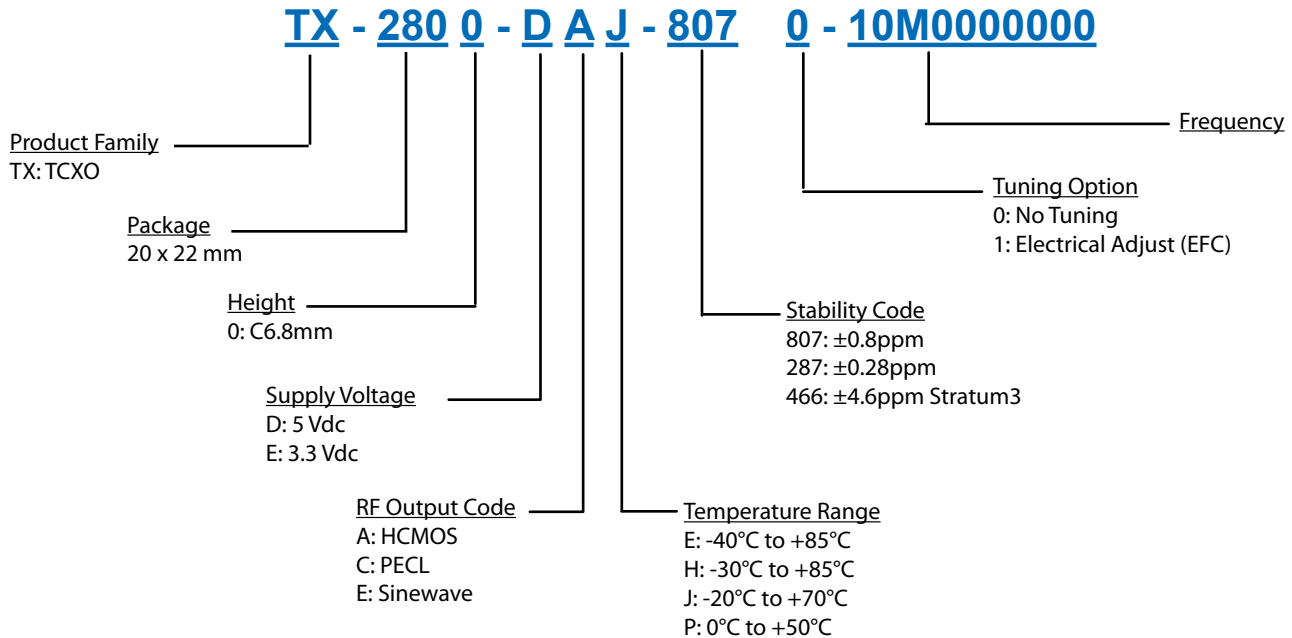 TX - 280 0 - D A J - 807 0 - 10M0000000
Product Family
TX: TCXO
Package
20 x 22 mm
Height
0: C6.8mm
Supply Voltage
D: 5 Vdc
E: 3.3 Vdc
RF Output Code
A: HCMOS
C: PECL
E: Sinewave
Temperature Range
E: -40°C to +85°C
H: -30°C to +85°C
J: -20°C to +70°C
P: 0°C to +50°C
Stability Code
807: ±0.8ppm
287: ±0.28ppm
466: ±4.6ppm Stratum3
Tuning Option
0: No Tuning
1: Electrical Adjust (EFC)
Frequency